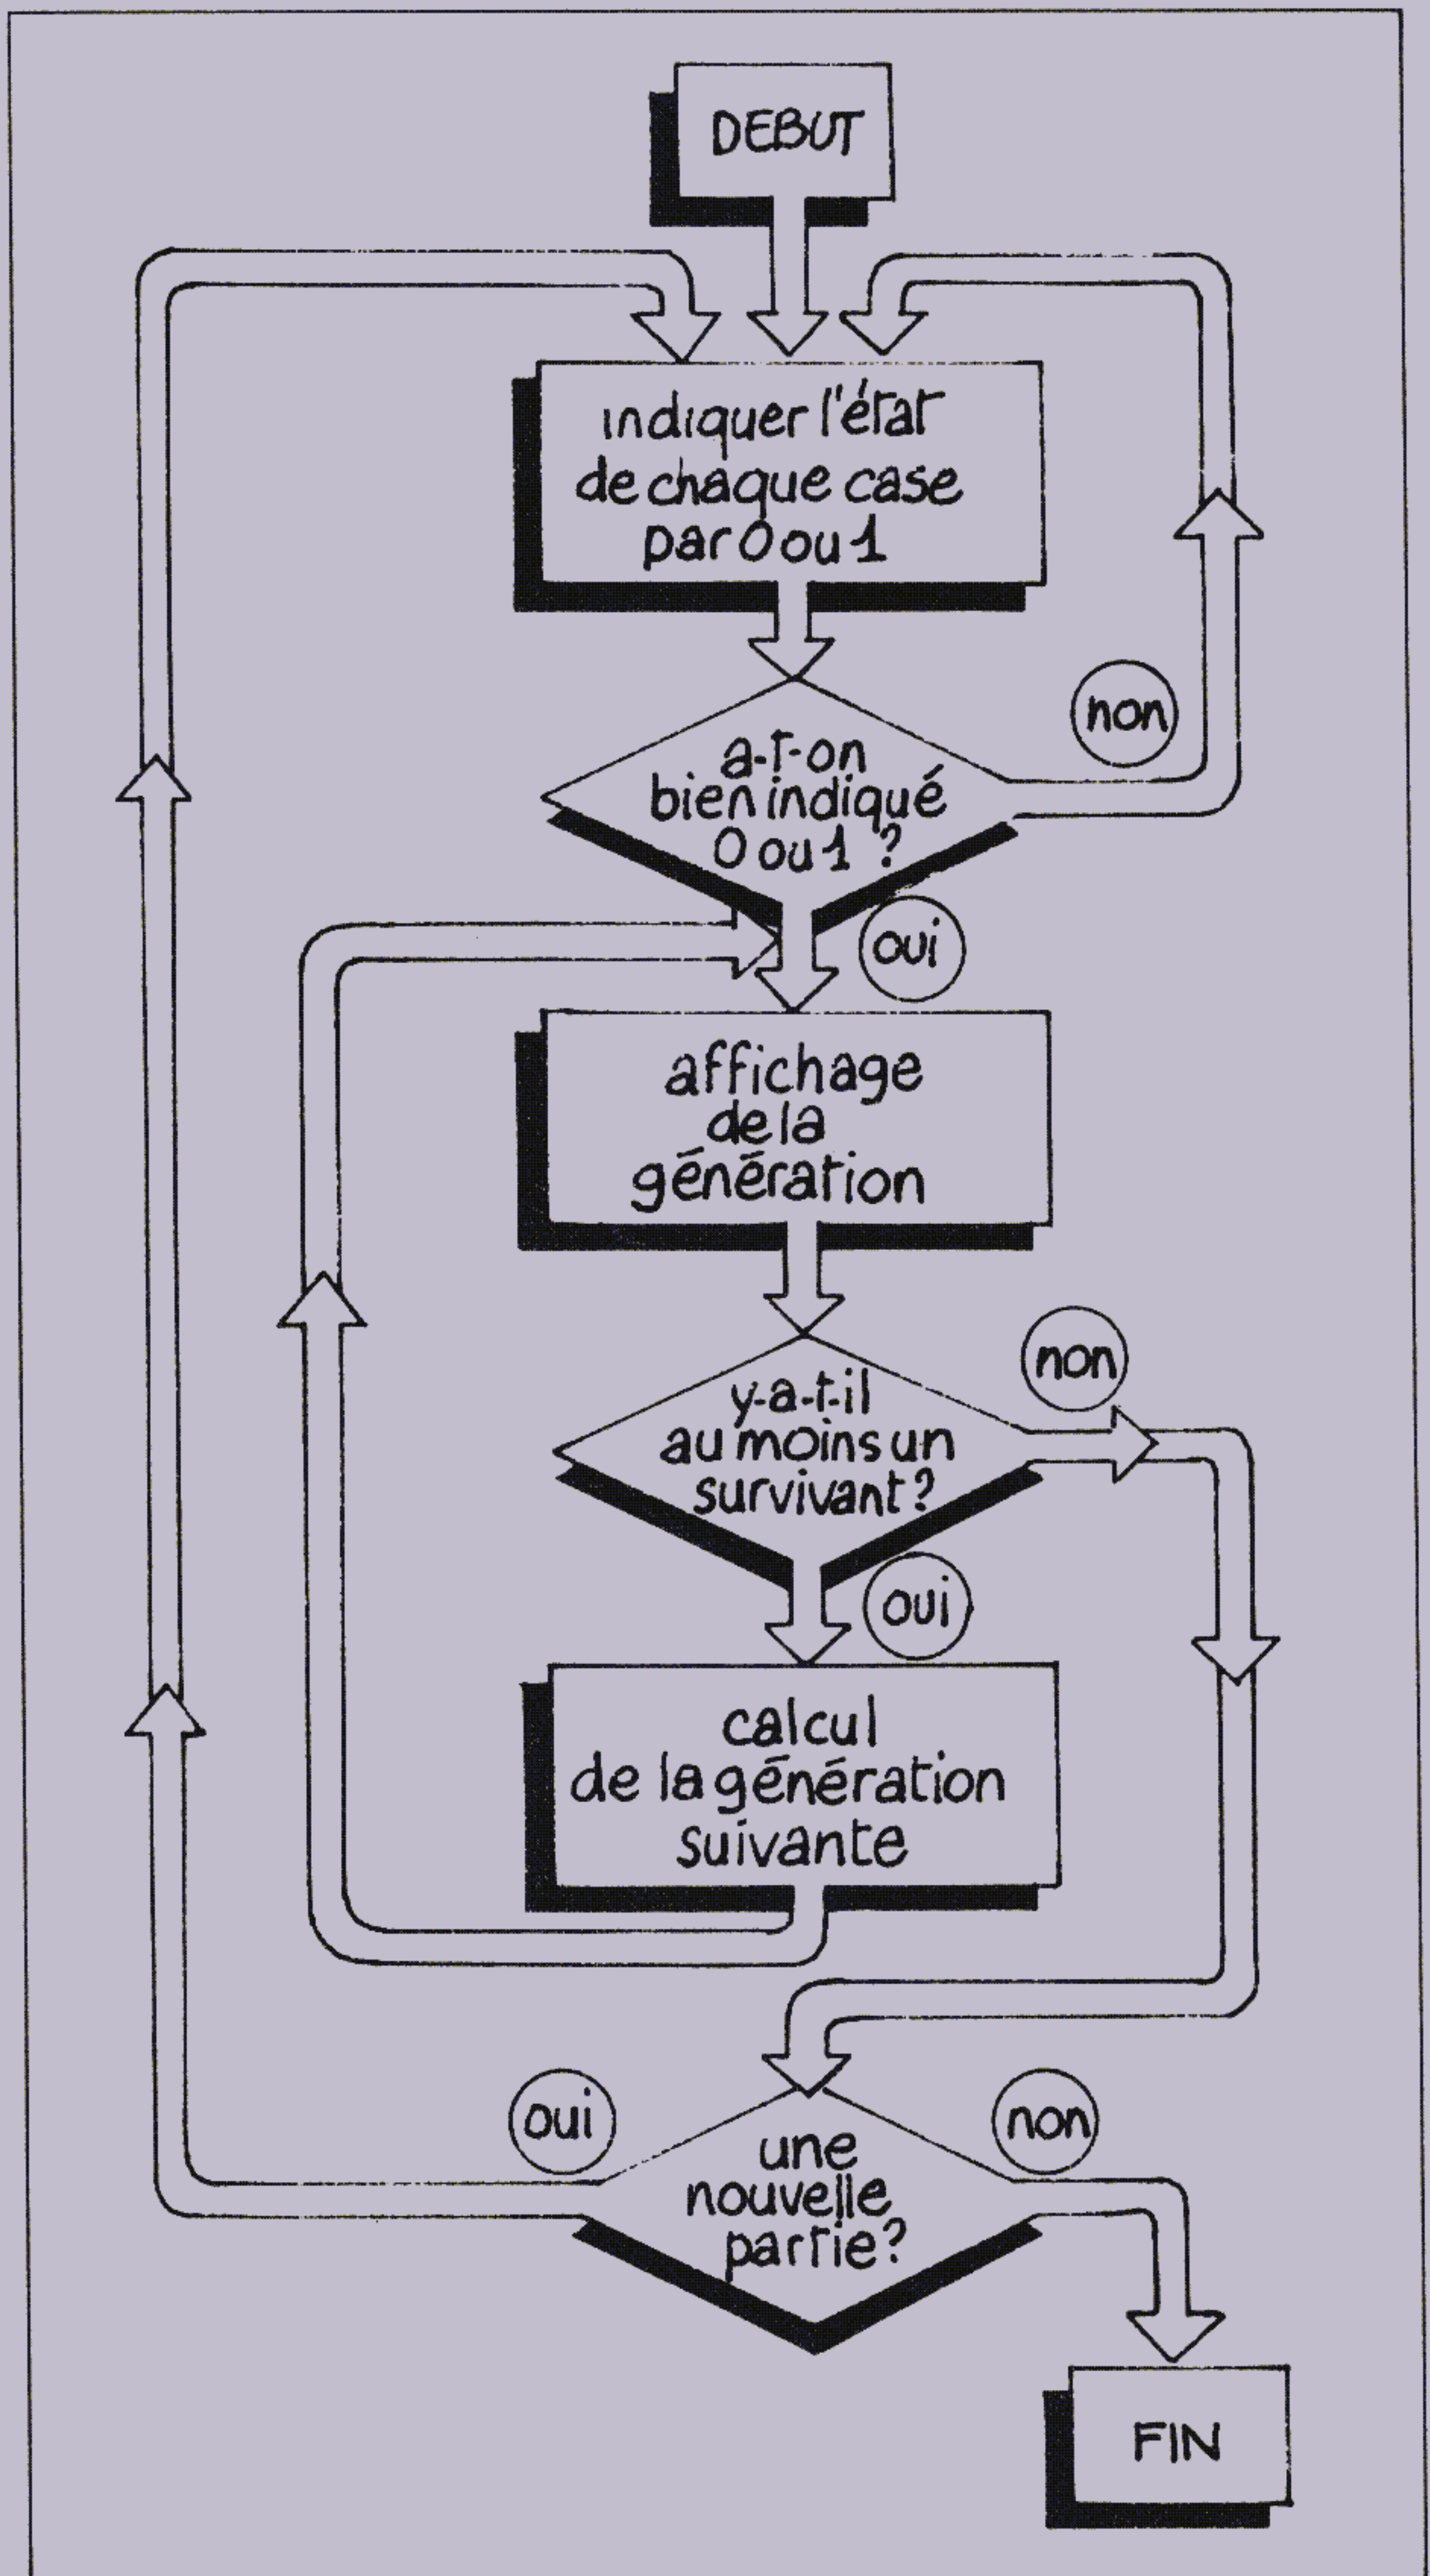 DEBUT
indiquer l'état
de chaque case
par 0 ou 1
non
a-t-on
bien indiqué
0 ou 1 ?
oui
affichage
de la
génération
non
y-a-t-il
au moins un
survivant ?
oui
calcul
de la génération
suivante
oui
non
une
nouvelle
partie ?
FIN